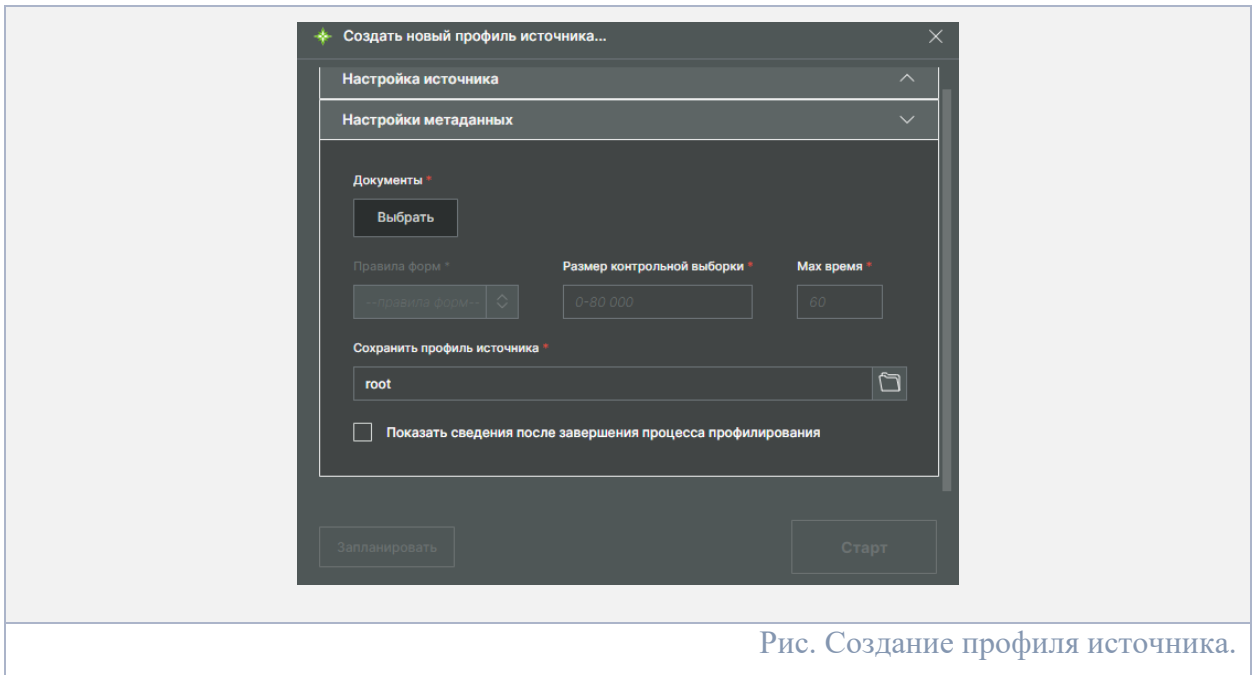 Создать новый профиль источника...
Настройка источника
Настройки метаданных
Документы *
Выбрать
Правила форм * Размер контрольной выборки * Мах время *
--правила форм-- 0-80 000 60
Сохранить профиль источника *
root
Показать сведения после завершения процесса профилирования
Запланировать Старт
Рис. Создание профиля источника.